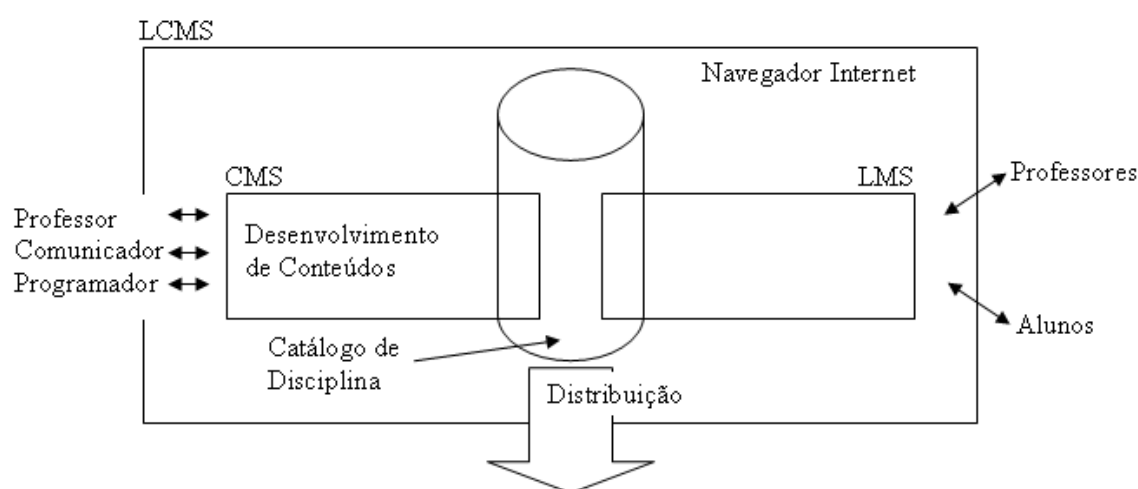 LCMS
Navegador Internet
CMS
LMS
Professores
Professor
Comunicador
Programador
Desenvolvimento
de Conteúdos
Alunos
Catálogo de
Disciplina
Distribuição